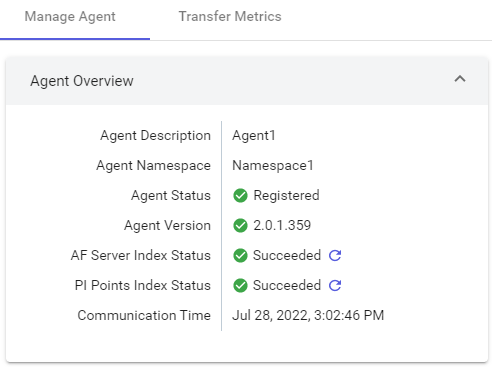 Manage Agent Transfer Metrics
Agent Overview
Agent Description Agent1
Agent Namespace Namespace1
Agent Status Registered
Agent Version 2.0.1.359
AF Server Index Status Succeeded
PI Points Index Status Succeeded
Communication Time Jul 28, 2022, 3:02:46 PM